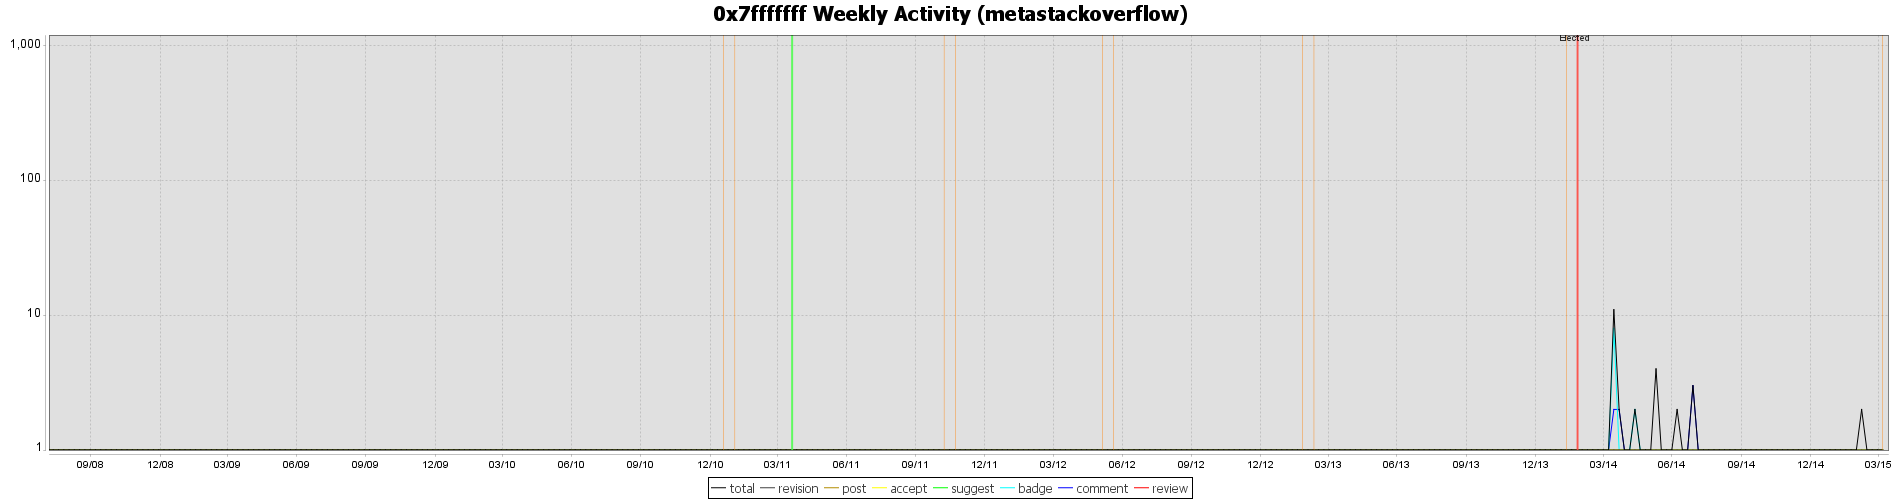 0x7fffffff Weekly Activity (metastackoverflow)
Elected
1,000
100
10
1
09/08 12/08 03/09 06/09 09/09 12/09 03/10 06/10 09/10 12/10 03/11 06/11 09/11 12/11 03/12 06/12 09/12 12/12 03/13 06/13 09/13 12/13 03/14 06/14 09/14 12/14 03/15
total revision post accept suggest badge comment review